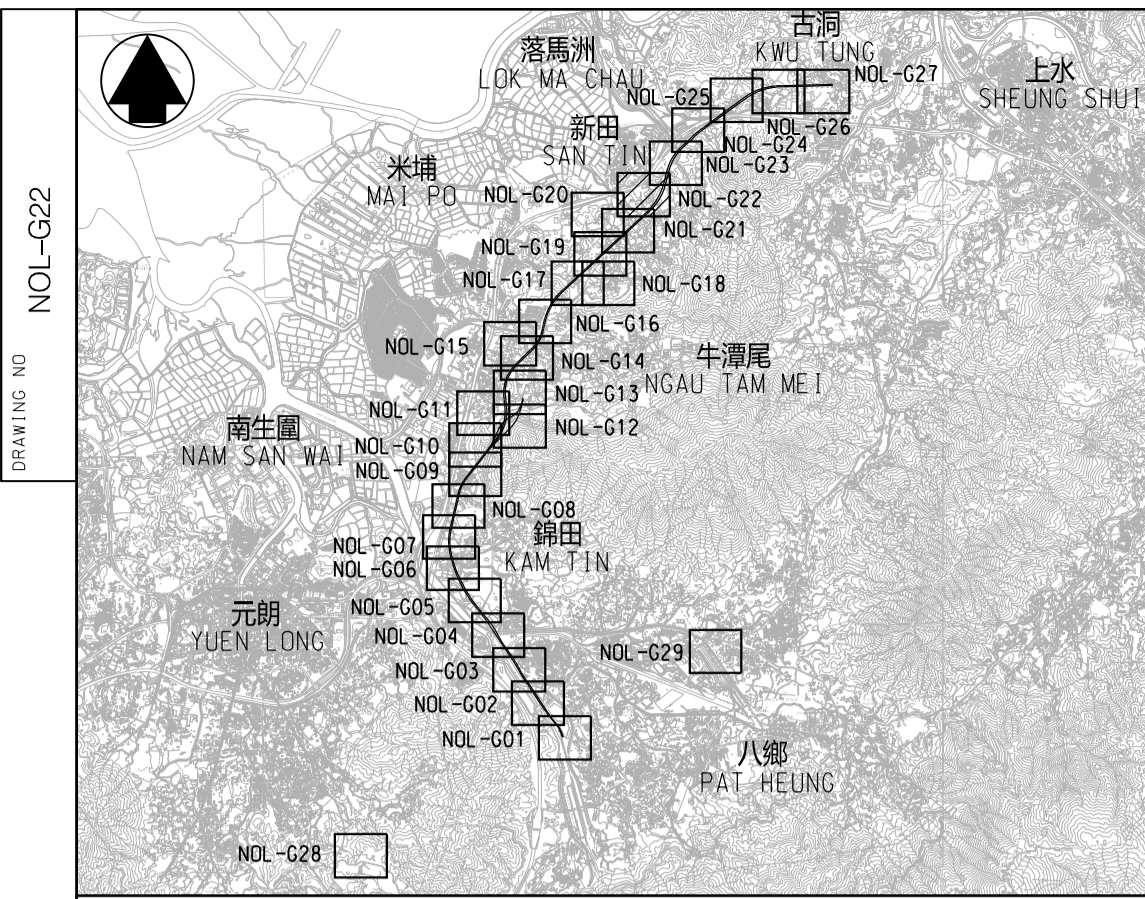 NOL-G22
DRAWING NO
古洞
KWU TUNG
落馬洲
LOK MA CHAU
上水
SHEUNG SHUI
NOL-G27
NOL-G25
NOL-G26
新田
SAN TIN
NOL-G24
NOL-G23
米埔
MAI PO
NOL-G20
NOL-G22
NOL-G21
NOL-G19
NOL-G17
NOL-G18
NOL-G16
NOL-G15
NOL-G14
牛潭尾
NGAU TAM MEI
NOL-G13
NOL-G11
NOL-G12
南生圍
NAM SAN WAI
NOL-G10
NOL-G09
NOL-G08
錦田
KAM TIN
NOL-G07
NOL-G06
NOL-G05
元朗
YUEN LONG
NOL-G04
NOL-G29
NOL-G03
NOL-G02
NOL-G01
八鄉
PAT HEUNG
NOL-G28